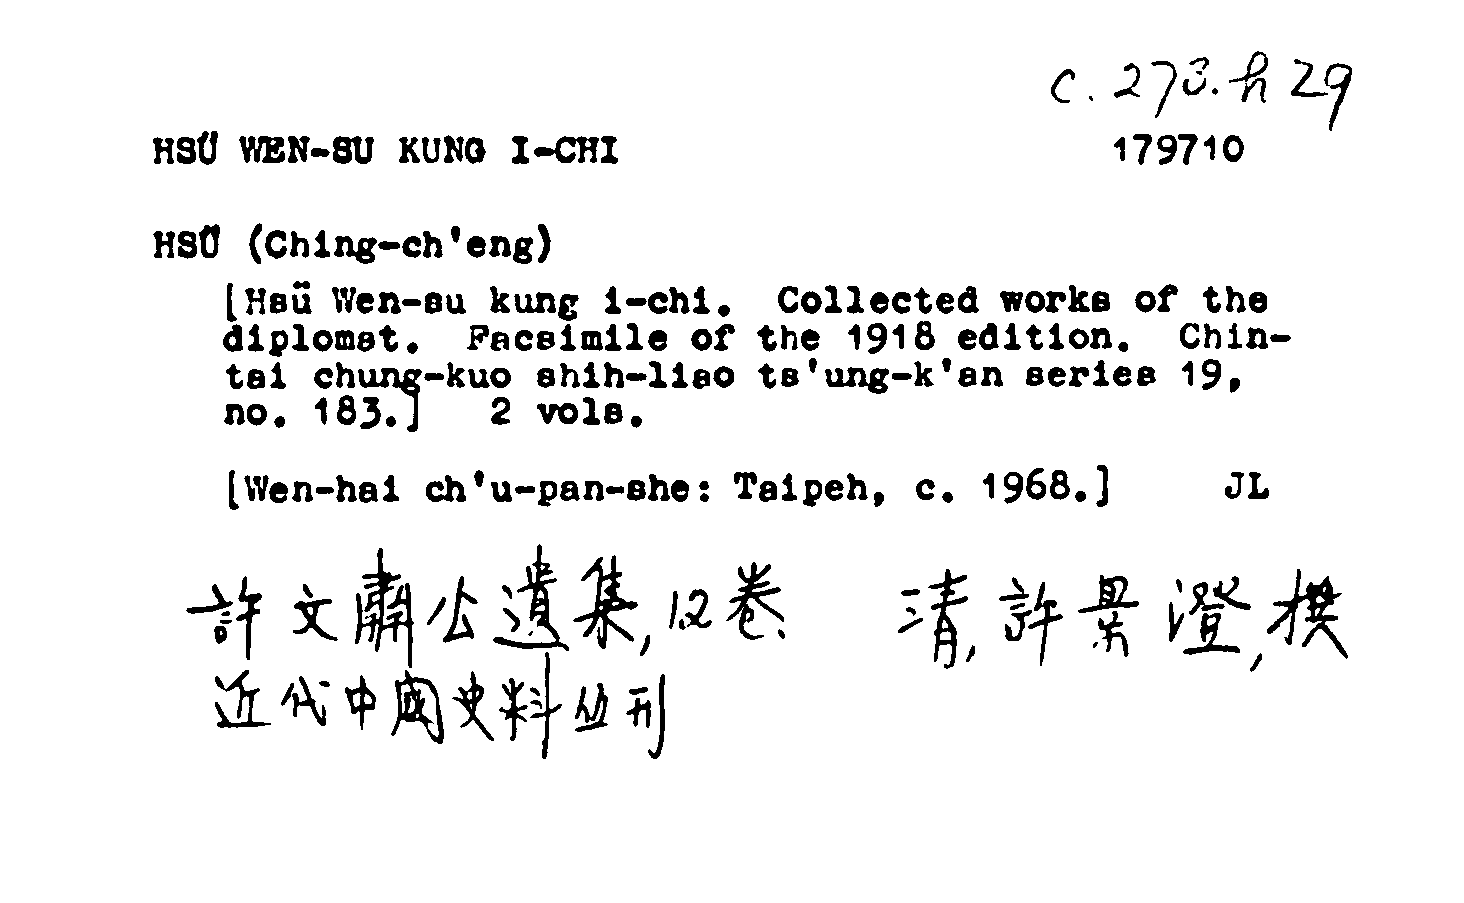 c. 273. h 29
HSÜ WEN-SU KUNG I-CHI 179710
HSÜ (Ching-ch'eng)
[Hsü Wen-su kung i-chi. Collected works of the
diplomat. Facsimile of the 1918 edition. Chin-
tai chung-kuo shih-liao ts'ung-k'an series 19,
no. 183.] 2 vols.
[Wen-hai ch'u-pan-she: Taipeh, c. 1968.] JL
許文肅公遺集, 12卷. 清, 許景澄, 撰
近代中國史料丛刊